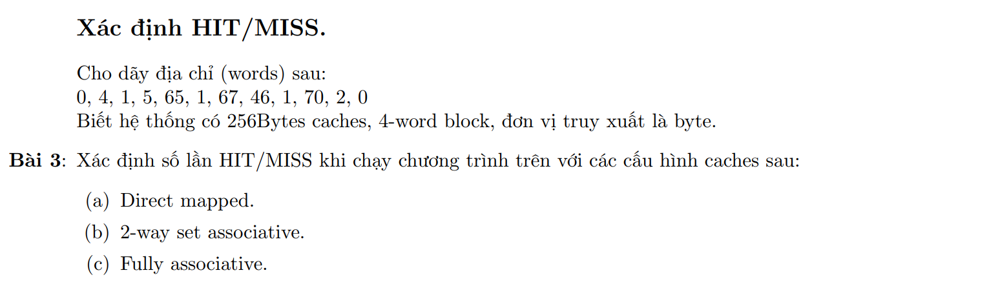 Xác định HIT/MISS.
Cho dãy địa chỉ (words) sau:
0, 4, 1, 5, 65, 1, 67, 46, 1, 70, 2, 0
Biết hệ thống có 256Bytes caches, 4-word block, đơn vị truy xuất là byte.
Bài 3: Xác định số lần HIT/MISS khi chạy chương trình trên với các cấu hình caches sau:
(a) Direct mapped.
(b) 2-way set associative.
(c) Fully associative.